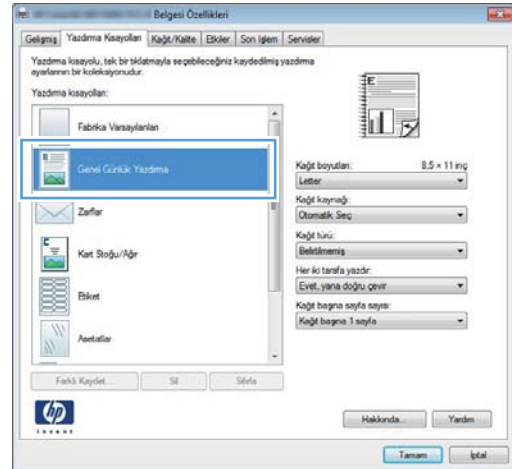 Belgesi Özellikleri
Gelişmiş Yazdırma Kısayolları Kağıt/Kalite Etkiler Son İşlem Servisler
Yazdırma kısayolu, tek bir tıklatmayla seçebileceğiniz kaydedilmiş yazdırma
ayarlarının bir koleksiyonudur.
Yazdırma kısayolları:
Fabrika Varsayılanları
Genel Günlük Yazdırma
Zarflar
Kart Stoğu/Ağır
Etiket
Asetatlar
Farklı Kaydet... Sil Sıfırla
Kağıt boyutları: 8.5 × 11 inç
Letter
Kağıt kaynağı:
Otomatik Seç
Kağıt türü:
Belirtilmemiş
Her iki tarafa yazdır:
Evet, yana doğru çevir
Kağıt başına sayfa sayısı:
Kağıt başına 1 sayfa
hp
invent
Hakkında... Yardım
Tamam İptal